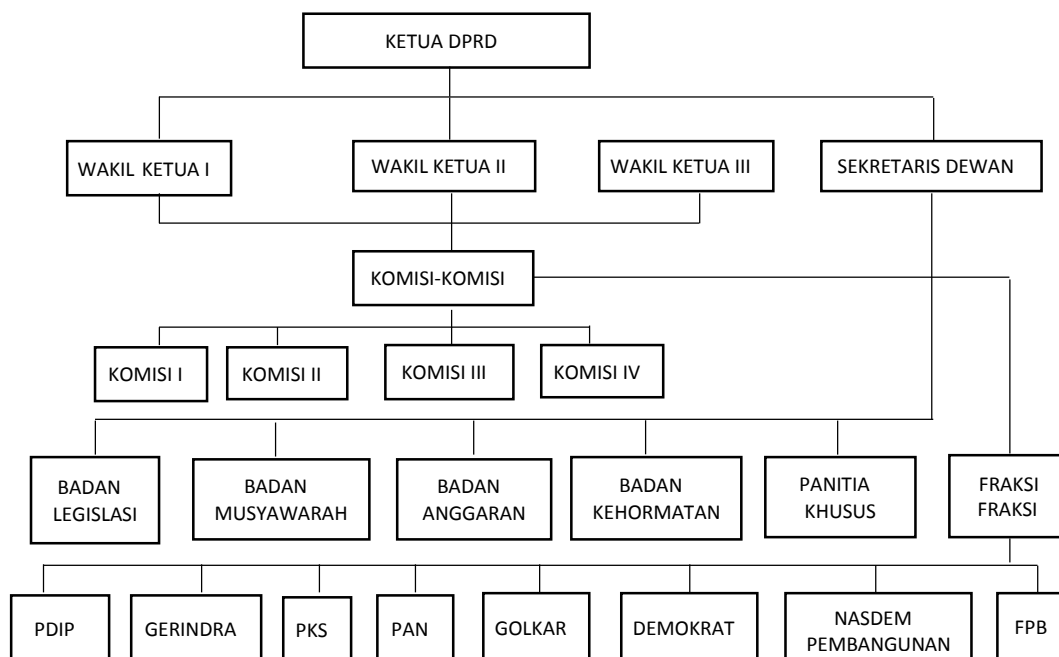 KETUA DPRD
WAKIL KETUA I
WAKIL KETUA II
WAKIL KETUA III
SEKRETARIS DEWAN
KOMISI-KOMISI
KOMISI I
KOMISI II
KOMISI III
KOMISI IV
BADAN
LEGISLASI
BADAN
MUSYAWARAH
BADAN
ANGGARAN
BADAN
KEHORMATAN
PANITIA
KHUSUS
FRAKSI
FRAKSI
PDIP
GERINDRA
PKS
PAN
GOLKAR
DEMOKRAT
NASDEM
PEMBANGUNAN
FPB